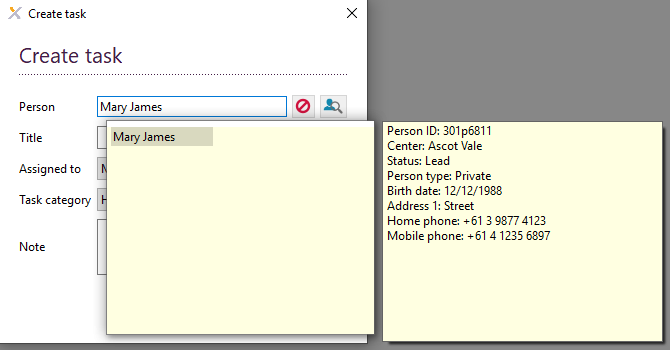 Create task
Create task
Person
Mary James
Title
Mary James
Assigned to
M
Task category
H
Note
Person ID: 301p6811
Center: Ascot Vale
Status: Lead
Person type: Private
Birth date: 12/12/1988
Address 1: Street
Home phone: +61 3 9877 4123
Mobile phone: +61 4 1235 6897